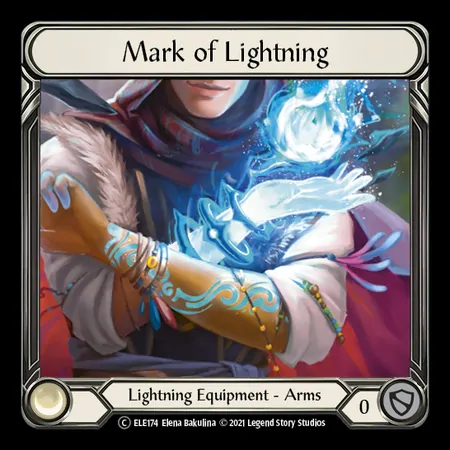 Mark of Lightning
Lightning Equipment - Arms
0
© ELE174 Elena Bakulina © 2021 Legend Story Studios